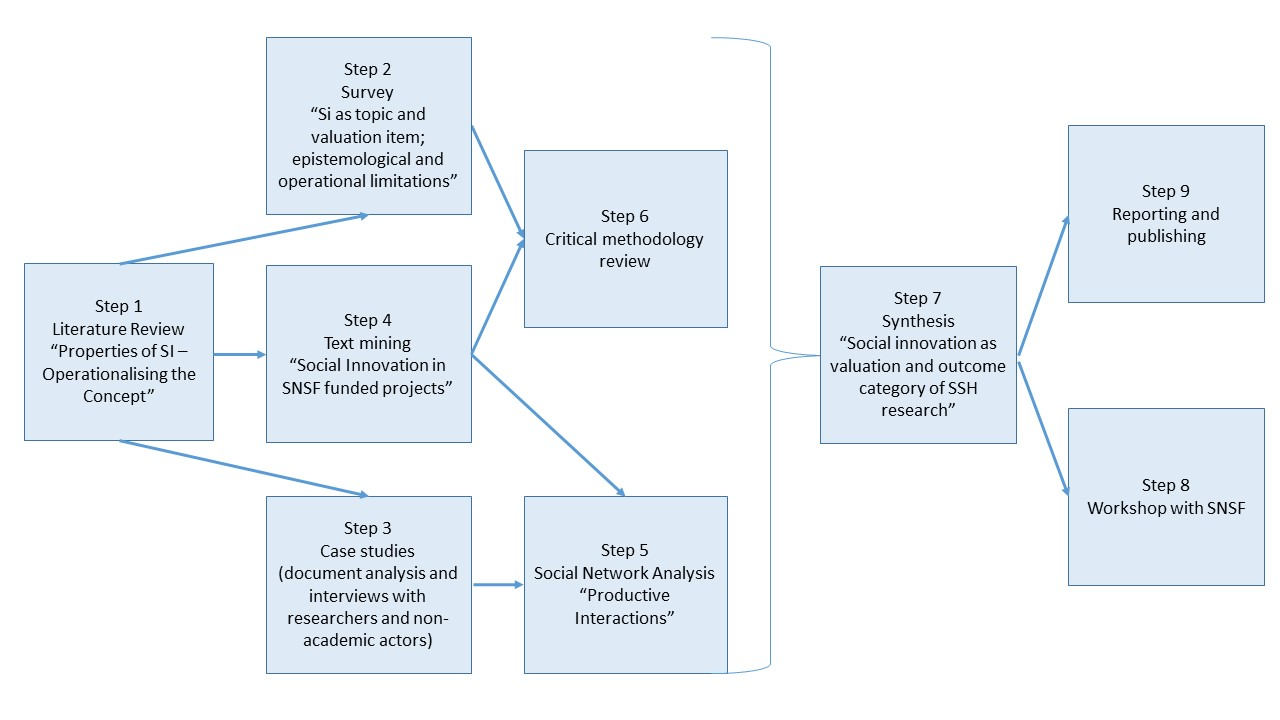 Step 1
Literature Review
“Properties of SI –
Operationalising the
Concept”
Step 2
Survey
“Si as topic and
valuation item;
epistemological and
operational limitations”
Step 4
Text mining
“Social Innovation in
SNSF funded projects”
Step 3
Case studies
(document analysis and
interviews with
researchers and non-
academic actors)
Step 6
Critical methodology
review
Step 5
Social Network Analysis
“Productive
Interactions”
Step 7
Synthesis
“Social innovation as
valuation and outcome
category of SSH
research”
Step 9
Reporting and
publishing
Step 8
Workshop with SNSF